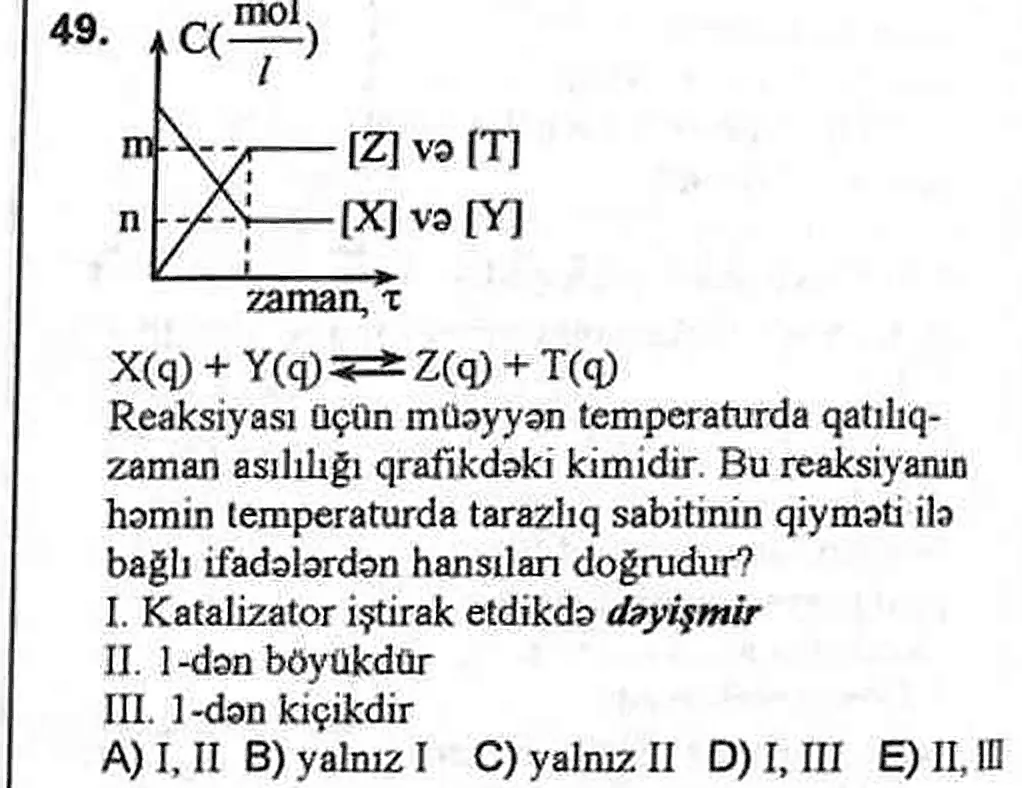 49. C(mol/l)
m [Z] və [T]
n [X] və [Y]
zaman, τ
X(q) + Y(q) ⇄ Z(q) + T(q)
Reaksiyası üçün müəyyən temperaturda qatılıq-
zaman asılılığı qrafikdəki kimidir. Bu reaksiyanın
həmin temperaturda tarazlıq sabitinin qiyməti ilə
bağlı ifadələrdən hansıları doğrudur?
I. Katalizator iştirak etdikdə dəyişmir
II. 1-dən böyükdür
III. 1-dən kiçikdir
A) I, II B) yalnız I C) yalnız II D) I, III E) II, III